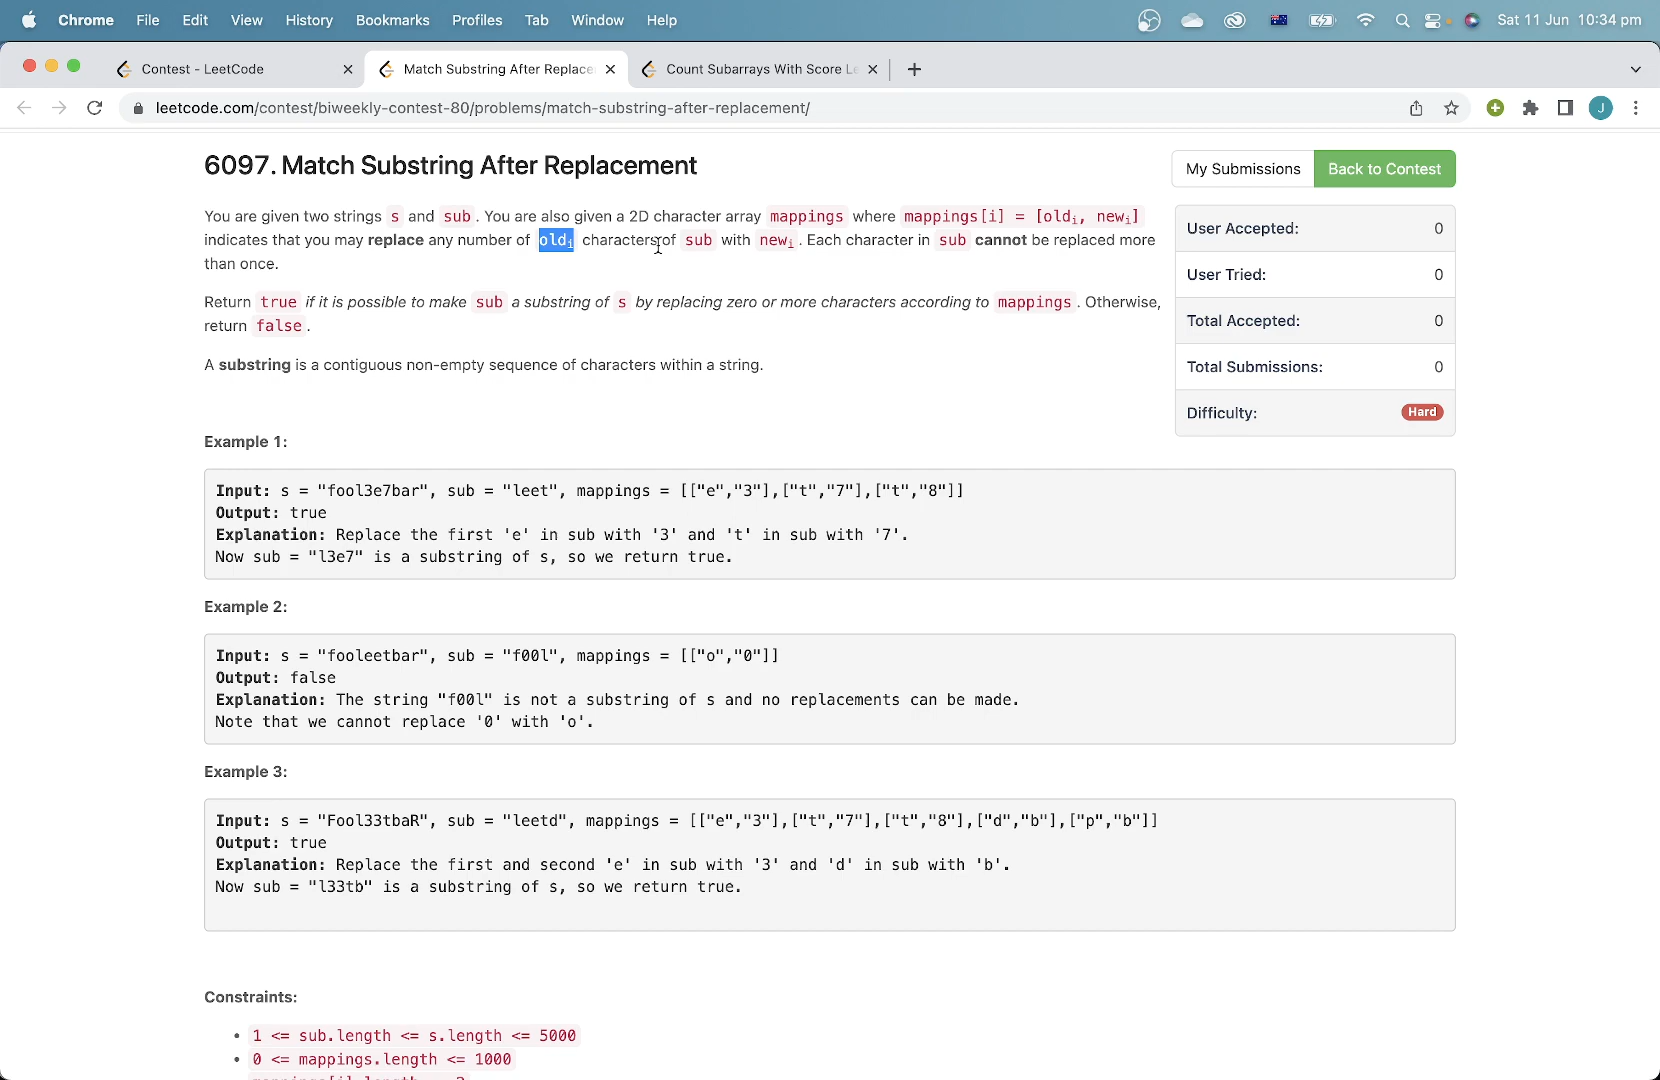 Chrome File Edit View History Bookmarks Profiles Tab Window Help Sat 11 Jun 10:34 pm
Contest - LeetCode Match Substring After Replace Count Subarrays With Score Le
leetcode.com/contest/biweekly-contest-80/problems/match-substring-after-replacement/ J
6097. Match Substring After Replacement
My Submissions Back to Contest
You are given two strings s and sub . You are also given a 2D character array mappings where mappings[i] = [oldi, newi]
indicates that you may replace any number of oldi characters of sub with newi . Each character in sub cannot be replaced more
than once.
Return true if it is possible to make sub a substring of s by replacing zero or more characters according to mappings . Otherwise,
return false .
A substring is a contiguous non-empty sequence of characters within a string.
User Accepted: 0
User Tried: 0
Total Accepted: 0
Total Submissions: 0
Difficulty: Hard
Example 1:
Input: s = "fool3e7bar", sub = "leet", mappings = [["e","3"],["t","7"],["t","8"]]
Output: true
Explanation: Replace the first 'e' in sub with '3' and 't' in sub with '7'.
Now sub = "l3e7" is a substring of s, so we return true.
Example 2:
Input: s = "fooleetbar", sub = "f00l", mappings = [["o","0"]]
Output: false
Explanation: The string "f00l" is not a substring of s and no replacements can be made.
Note that we cannot replace '0' with 'o'.
Example 3:
Input: s = "Fool33tbaR", sub = "leetd", mappings = [["e","3"],["t","7"],["t","8"],["d","b"],["p","b"]]
Output: true
Explanation: Replace the first and second 'e' in sub with '3' and 'd' in sub with 'b'.
Now sub = "l33tb" is a substring of s, so we return true.
Constraints:
• 1 <= sub.length <= s.length <= 5000
• 0 <= mappings.length <= 1000